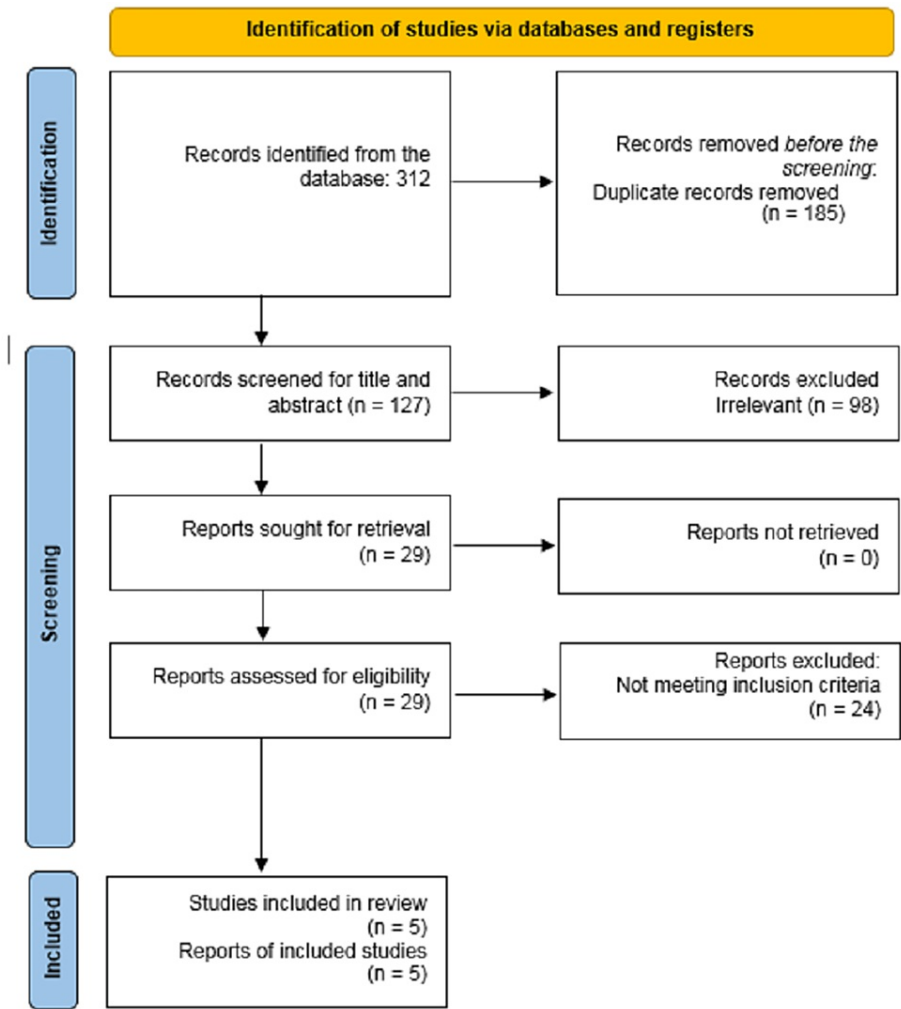 Identification of studies via databases and registers
Identification
Records identified from the
database: 312
Records removed before the
screening:
Duplicate records removed
(n = 185)
Screening
Records screened for title and
abstract (n = 127)
Records excluded
Irrelevant (n = 98)
Reports sought for retrieval
(n = 29)
Reports not retrieved
(n = 0)
Reports assessed for eligibility
(n = 29)
Reports excluded:
Not meeting inclusion criteria
(n = 24)
Included
Studies included in review
(n = 5)
Reports of included studies
(n = 5)